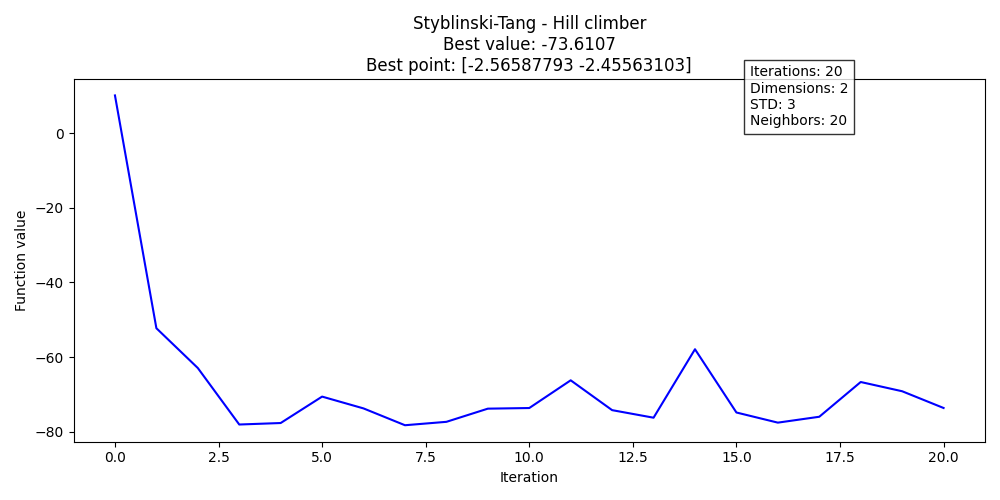 Styblinski-Tang - Hill climber
Best value: -73.6107
Best point: [-2.56587793 -2.45563103]
Iterations: 20
Dimensions: 2
STD: 3
Neighbors: 20
Function value
0
−20
−40
−60
−80
0.0 2.5 5.0 7.5 10.0 12.5 15.0 17.5 20.0
Iteration